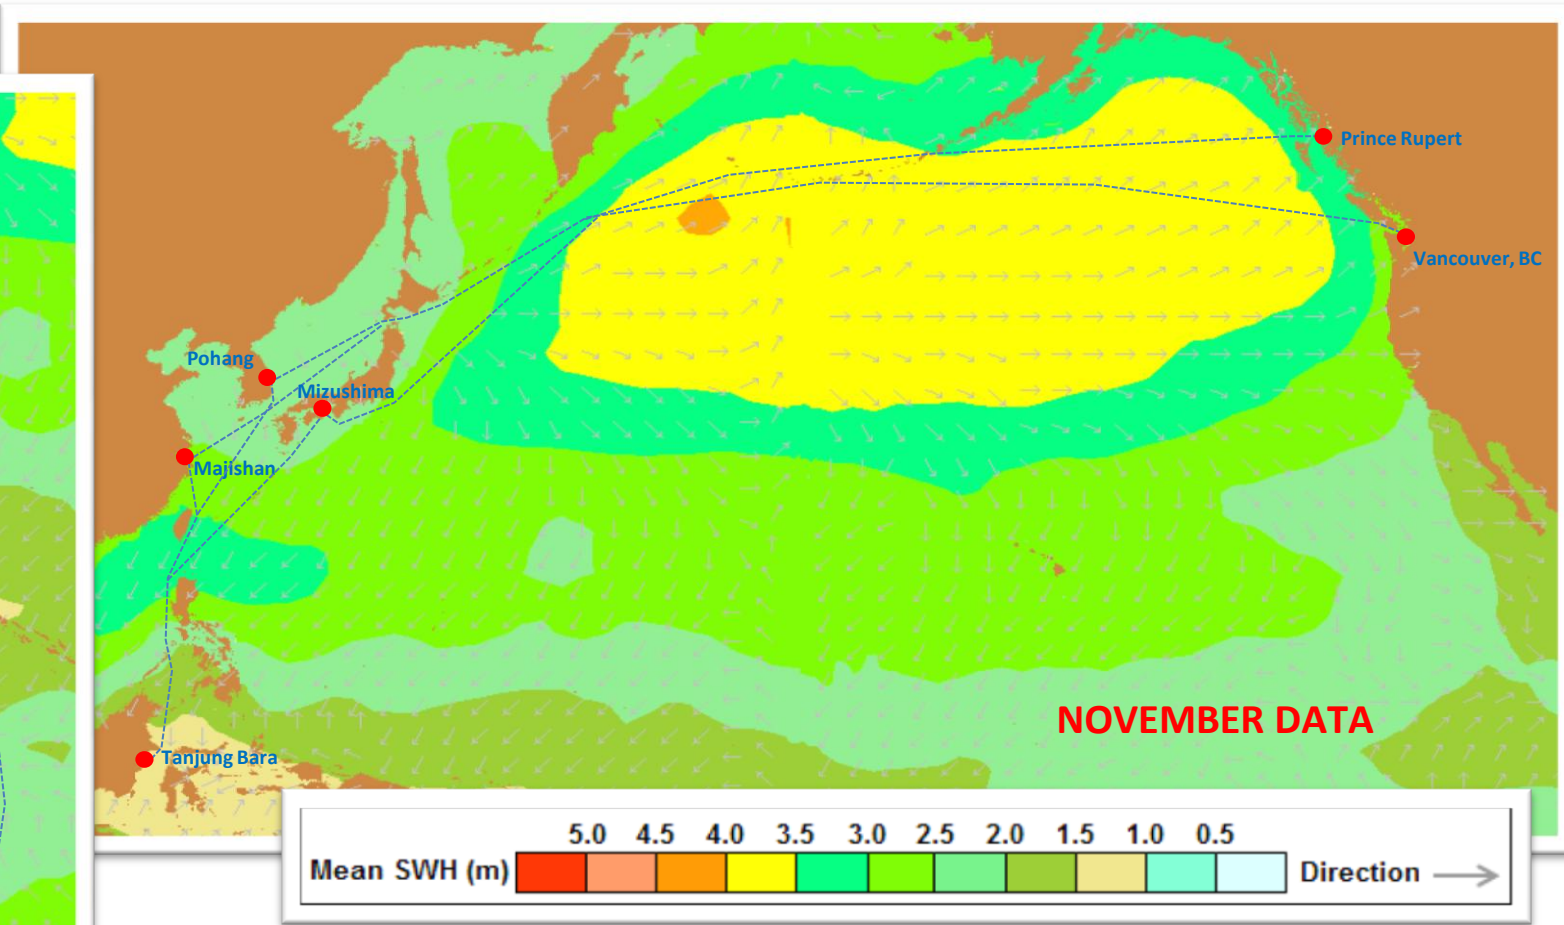 Prince Rupert
Vancouver, BC
Pohang
Mizushima
Majishan
NOVEMBER DATA
Tanjung Bara
5.0 4.5 4.0 3.5 3.0 2.5 2.0 1.5 1.0 0.5
Mean SWH (m) Direction